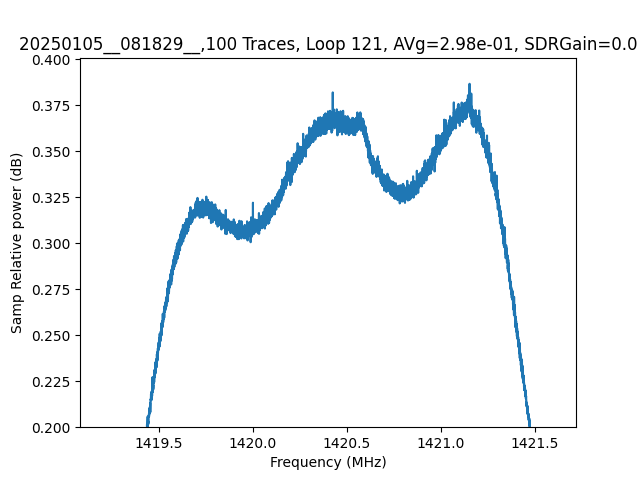 20250105__081829__,100 Traces, Loop 121, AVg=2.98e-01, SDRGain=0.0
0.400
0.375
0.350
0.325
0.300
0.275
0.250
0.225
0.200
Samp Relative power (dB)
1419.5 1420.0 1420.5 1421.0 1421.5
Frequency (MHz)